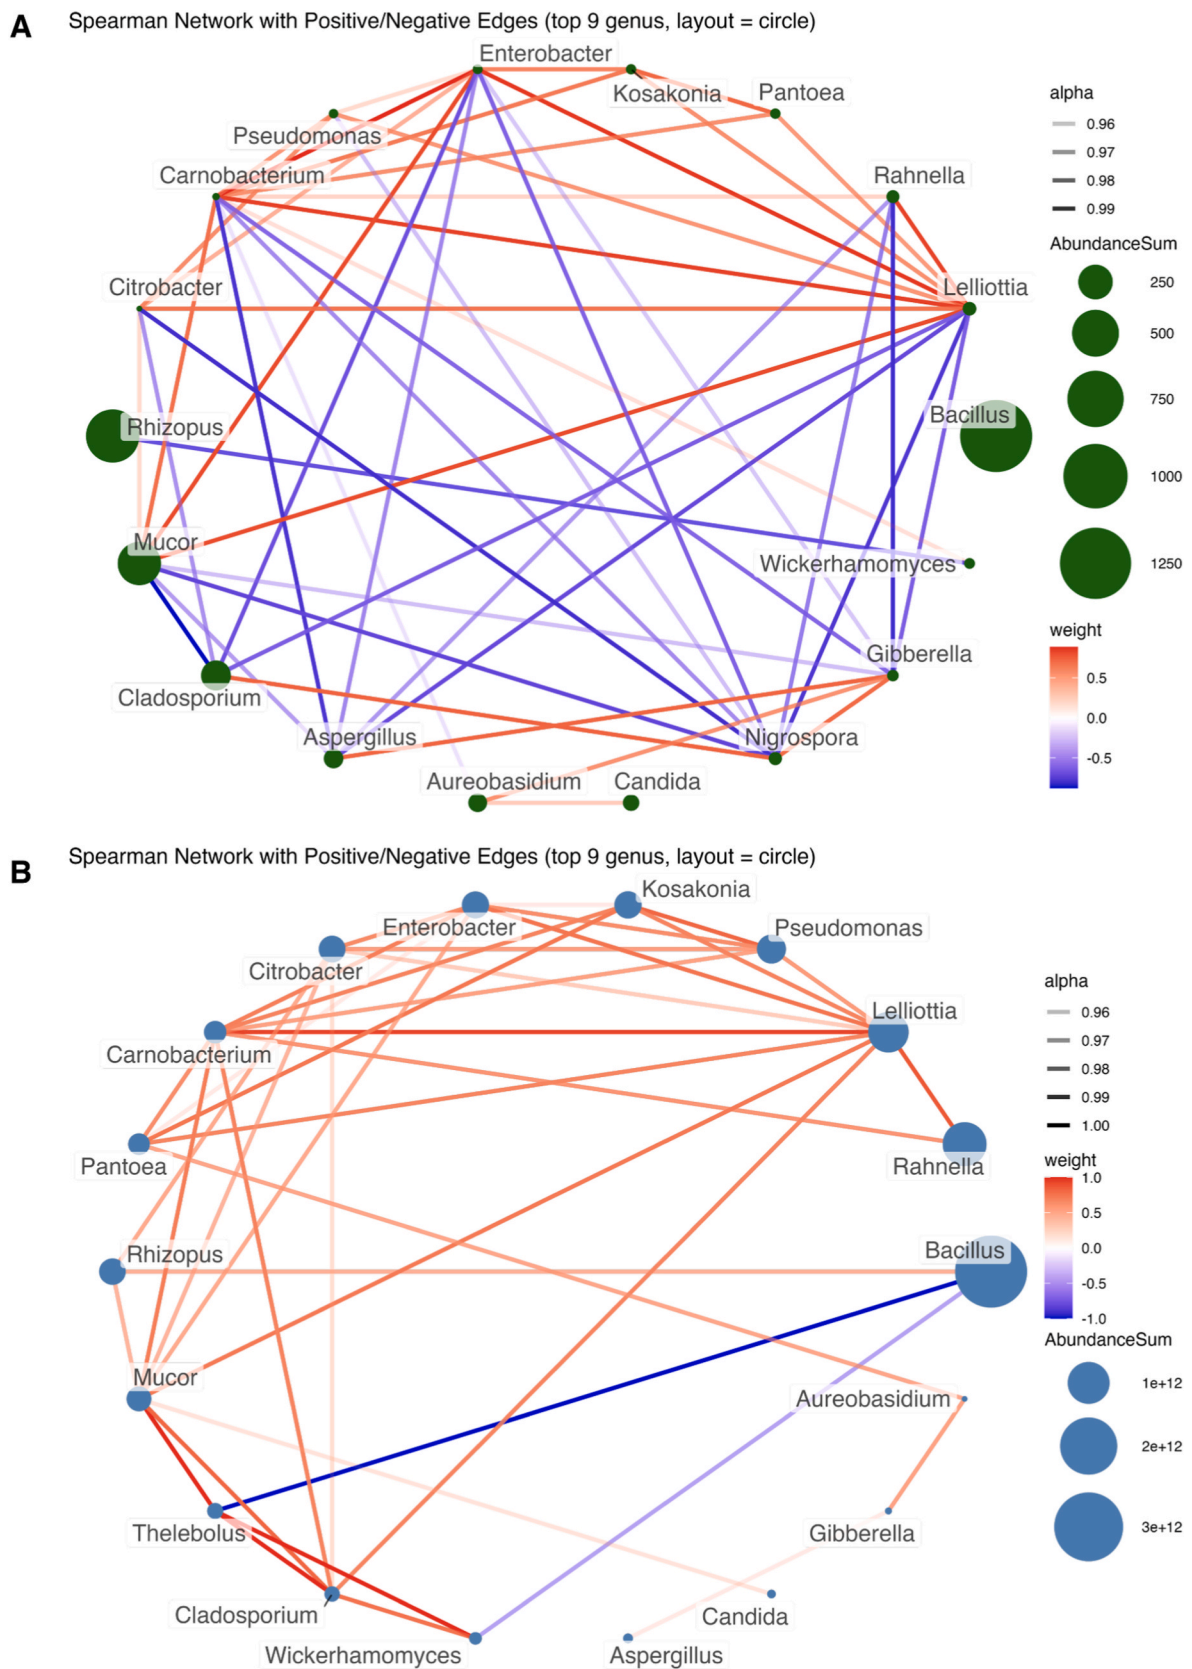 A
Spearman Network with Positive/Negative Edges (top 9 genus, layout = circle)
Enterobacter
Kosakonia
Pantoea
Pseudomonas
Carnobacterium
Rahnella
Citrobacter
Lelliottia
Rhizopus
Bacillus
Mucor
Wickerhamomyces
Gibberella
Cladosporium
Aspergillus
Nigrospora
Aureobasidium
Candida
alpha
0.96
0.97
0.98
0.99
AbundanceSum
250
500
750
1000
1250
weight
0.5
0.0
-0.5
B
Spearman Network with Positive/Negative Edges (top 9 genus, layout = circle)
Kosakonia
Enterobacter
Pseudomonas
Citrobacter
Lelliottia
Carnobacterium
Pantoea
Rahnella
Rhizopus
Bacillus
Mucor
Aureobasidium
Thelebolus
Gibberella
Cladosporium
Candida
Wickerhamomyces
Aspergillus
alpha
0.96
0.97
0.98
0.99
1.00
weight
1.0
0.5
0.0
-0.5
-1.0
AbundanceSum
1e+12
2e+12
3e+12